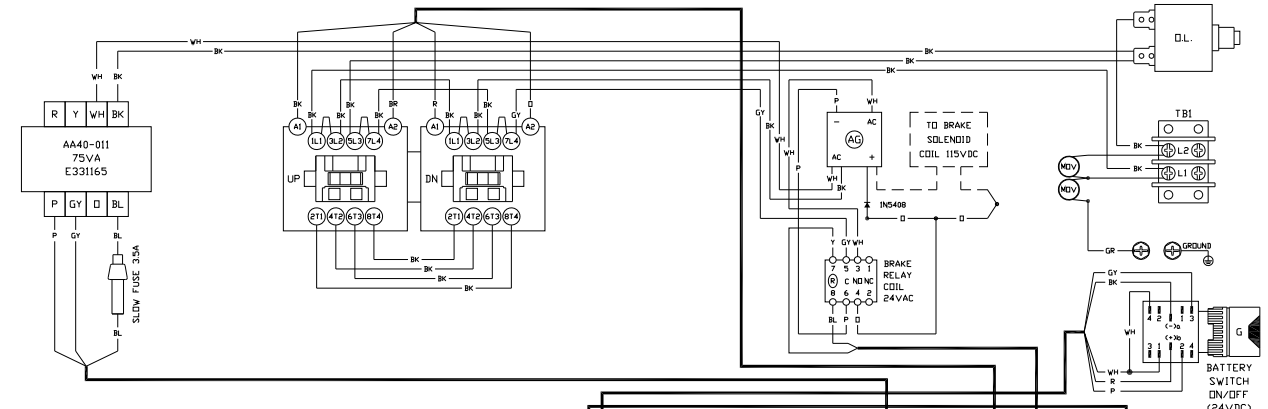 WH
BK
BK
BK
BK
O.L.
WH BK
R Y WH BK
AA40-011
75VA
E331165
P GY O BL
P GY BL
SLOW FUSE 3.5A
BL
BK BK BK BK BR R BK BK GY O
A1 A2 A1 A2
1L1 3L2 5L3 7L4
1L1 3L2 5L3 7L4
UP
DN
2T1 4T2 6T3 8T4
2T1 4T2 6T3 8T4
BK
BK
BK
BK
GY
BK
WH
WH
P
P WH
- AC
AG
AC +
WH
BK
TO BRAKE
SOLENOID
COIL 115VDC
1N5408
O O
Y GY WH
7 5 3 1
R C NO NC
8 6 4 2
BL P O
BRAKE
RELAY
COIL
24VAC
TB1
BK L2
BK L1
MOV
MOV
GR
GROUND
GY
BK
WH
4 2 1 3
(-)a
(+)b
3 1 2 4
WH
R
P
G
BATTERY
SWITCH
ON/OFF
(24VDC)